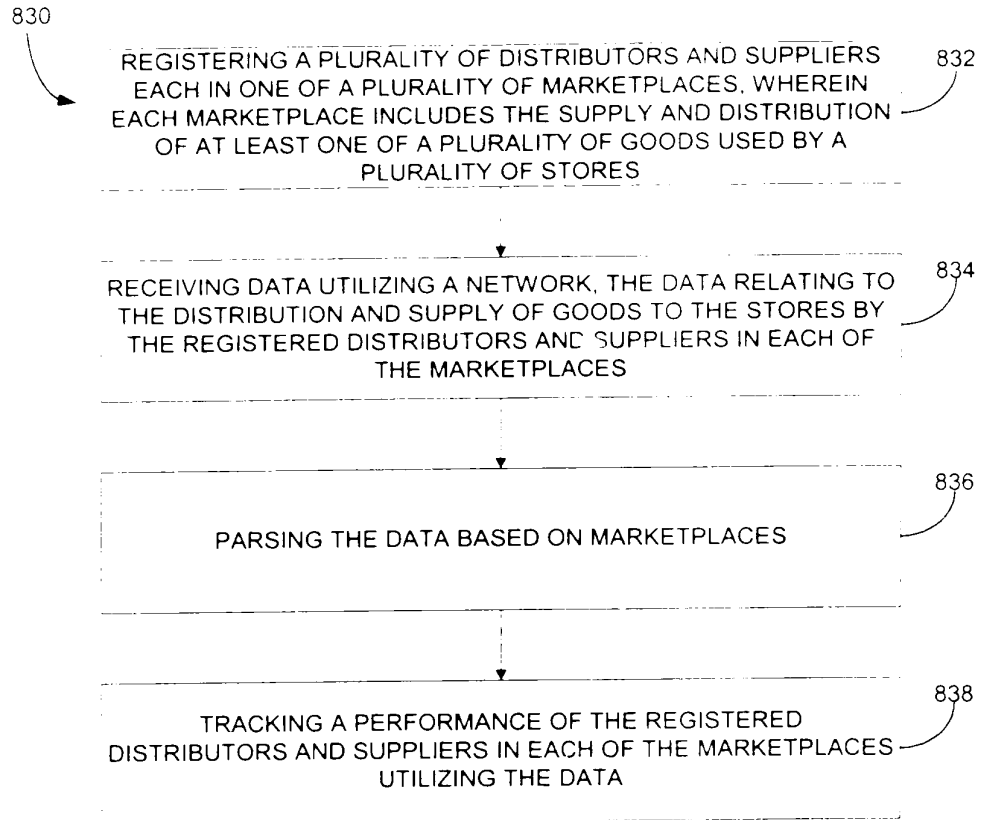 830
REGISTERING A PLURALITY OF DISTRIBUTORS AND SUPPLIERS
EACH IN ONE OF A PLURALITY OF MARKETPLACES, WHEREIN
EACH MARKETPLACE INCLUDES THE SUPPLY AND DISTRIBUTION
OF AT LEAST ONE OF A PLURALITY OF GOODS USED BY A
PLURALITY OF STORES
832
RECEIVING DATA UTILIZING A NETWORK, THE DATA RELATING TO
THE DISTRIBUTION AND SUPPLY OF GOODS TO THE STORES BY
THE REGISTERED DISTRIBUTORS AND SUPPLIERS IN EACH OF
THE MARKETPLACES
834
PARSING THE DATA BASED ON MARKETPLACES
836
TRACKING A PERFORMANCE OF THE REGISTERED
DISTRIBUTORS AND SUPPLIERS IN EACH OF THE MARKETPLACES
UTILIZING THE DATA
838